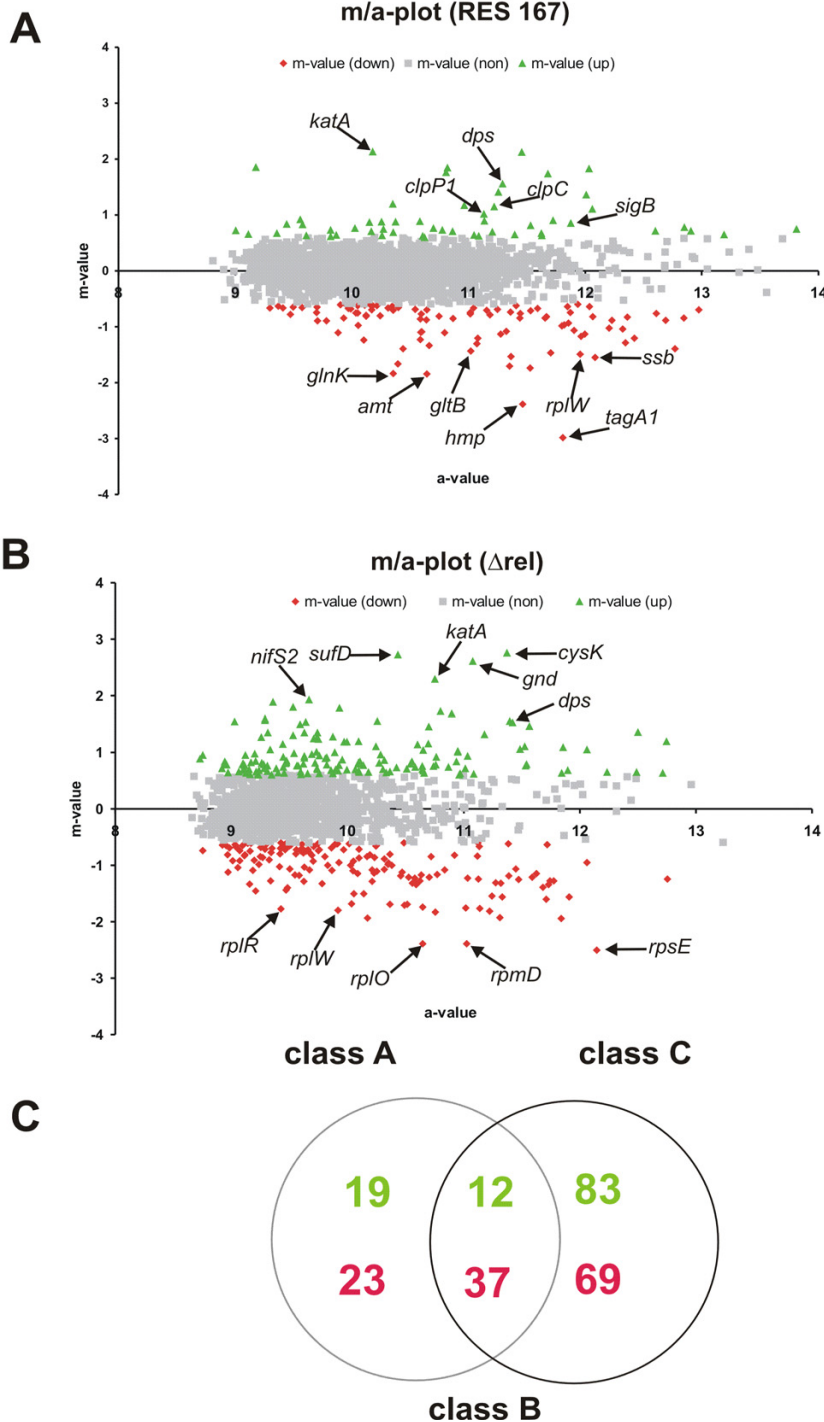 A
m/a-plot (RES 167)
m-value (down) m-value (non) m-value (up)
4
3
2
1
0
-1
-2
-3
-4
m-value
8 9 10 11 12 13 14
a-value
katA
dps
clpP1
clpC
sigB
glnK
amt
gltB
hmp
rplW
ssb
tagA1
B
m/a-plot (Δrel)
m-value (down) m-value (non) m-value (up)
4
3
2
1
0
-1
-2
-3
-4
m-value
8 9 10 11 12 13 14
a-value
nifS2
sufD
katA
cysK
gnd
dps
rplR
rplW
rplO
rpmD
rpsE
C
class A class C
19 12 83
23 37 69
class B